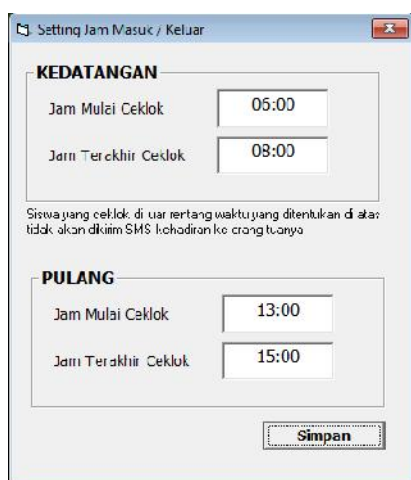 Setting Jam Masuk / Keluar
KEDATANGAN
Jam Mulai Ceklok
06:00
Jam Terakhir Ceklok
08:00
Siswa yang ceklok di luar rentang waktu yang ditentukan di atas
tidak akan dikirim SMS kehadiran ke orang tuanya
PULANG
Jam Mulai Ceklok
13:00
Jam Terakhir Ceklok
15:00
Simpan